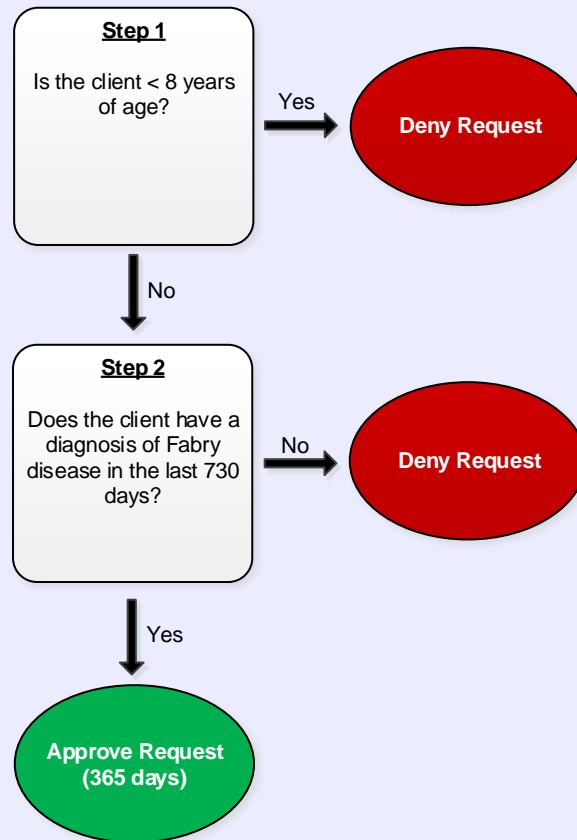 Step 1
Is the client < 8 years
of age?
Yes
Deny Request
No
Step 2
Does the client have a
diagnosis of Fabry
disease in the last 730
days?
No
Deny Request
Yes
Approve Request
(365 days)